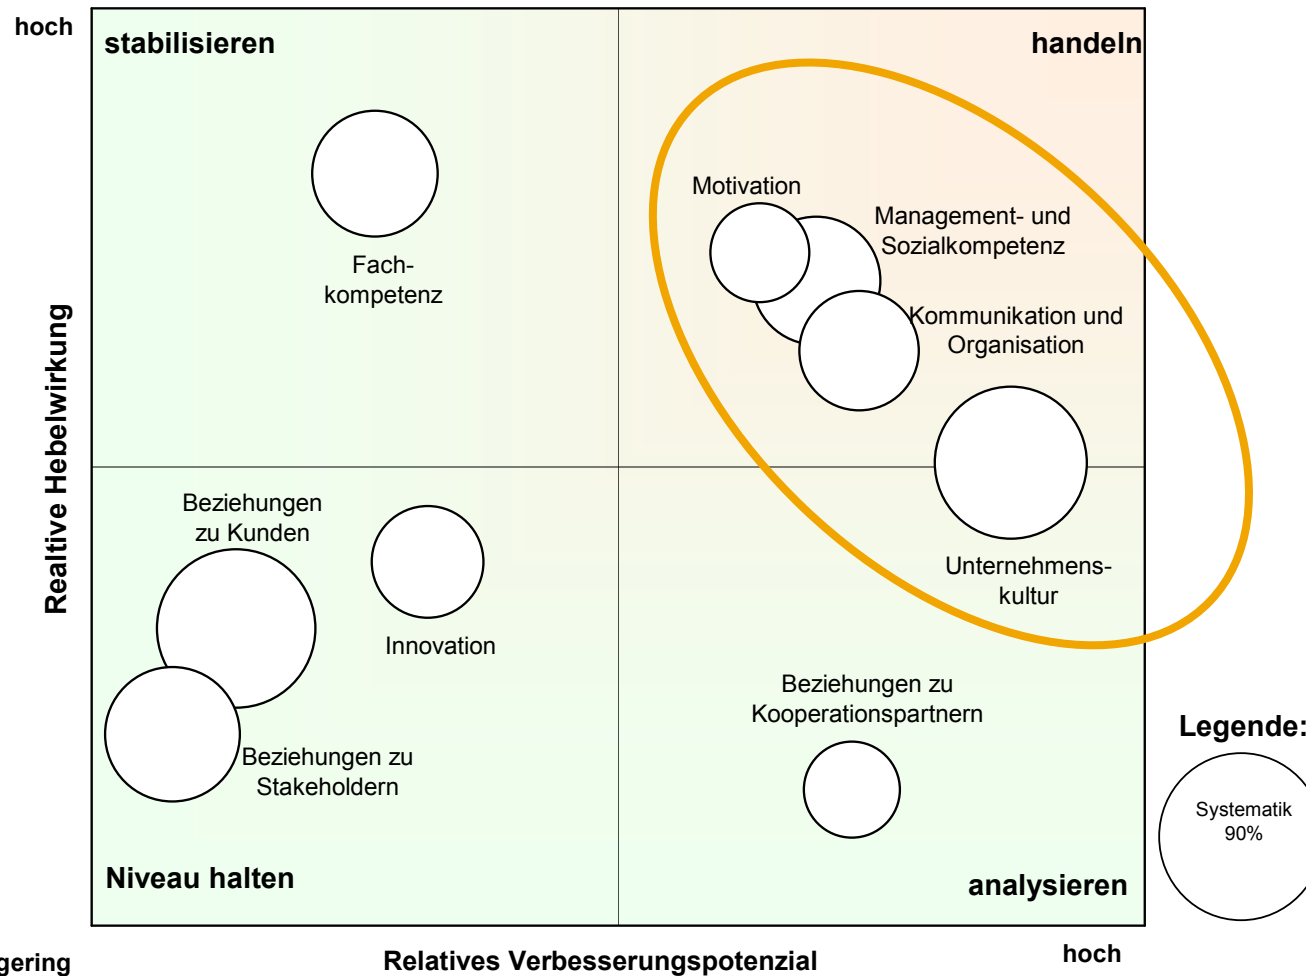 hoch
stabilisieren
handeln
Motivation
Management- und
Sozialkompetenz
Fach-
kompetenz
Kommunikation und
Organisation
Realtive Hebelwirkung
Beziehungen
zu Kunden
Innovation
Unternehmens-
kultur
Beziehungen zu
Stakeholdern
Beziehungen zu
Kooperationspartnern
Legende:
Systematik
90%
Niveau halten
analysieren
gering
Relatives Verbesserungspotenzial
hoch